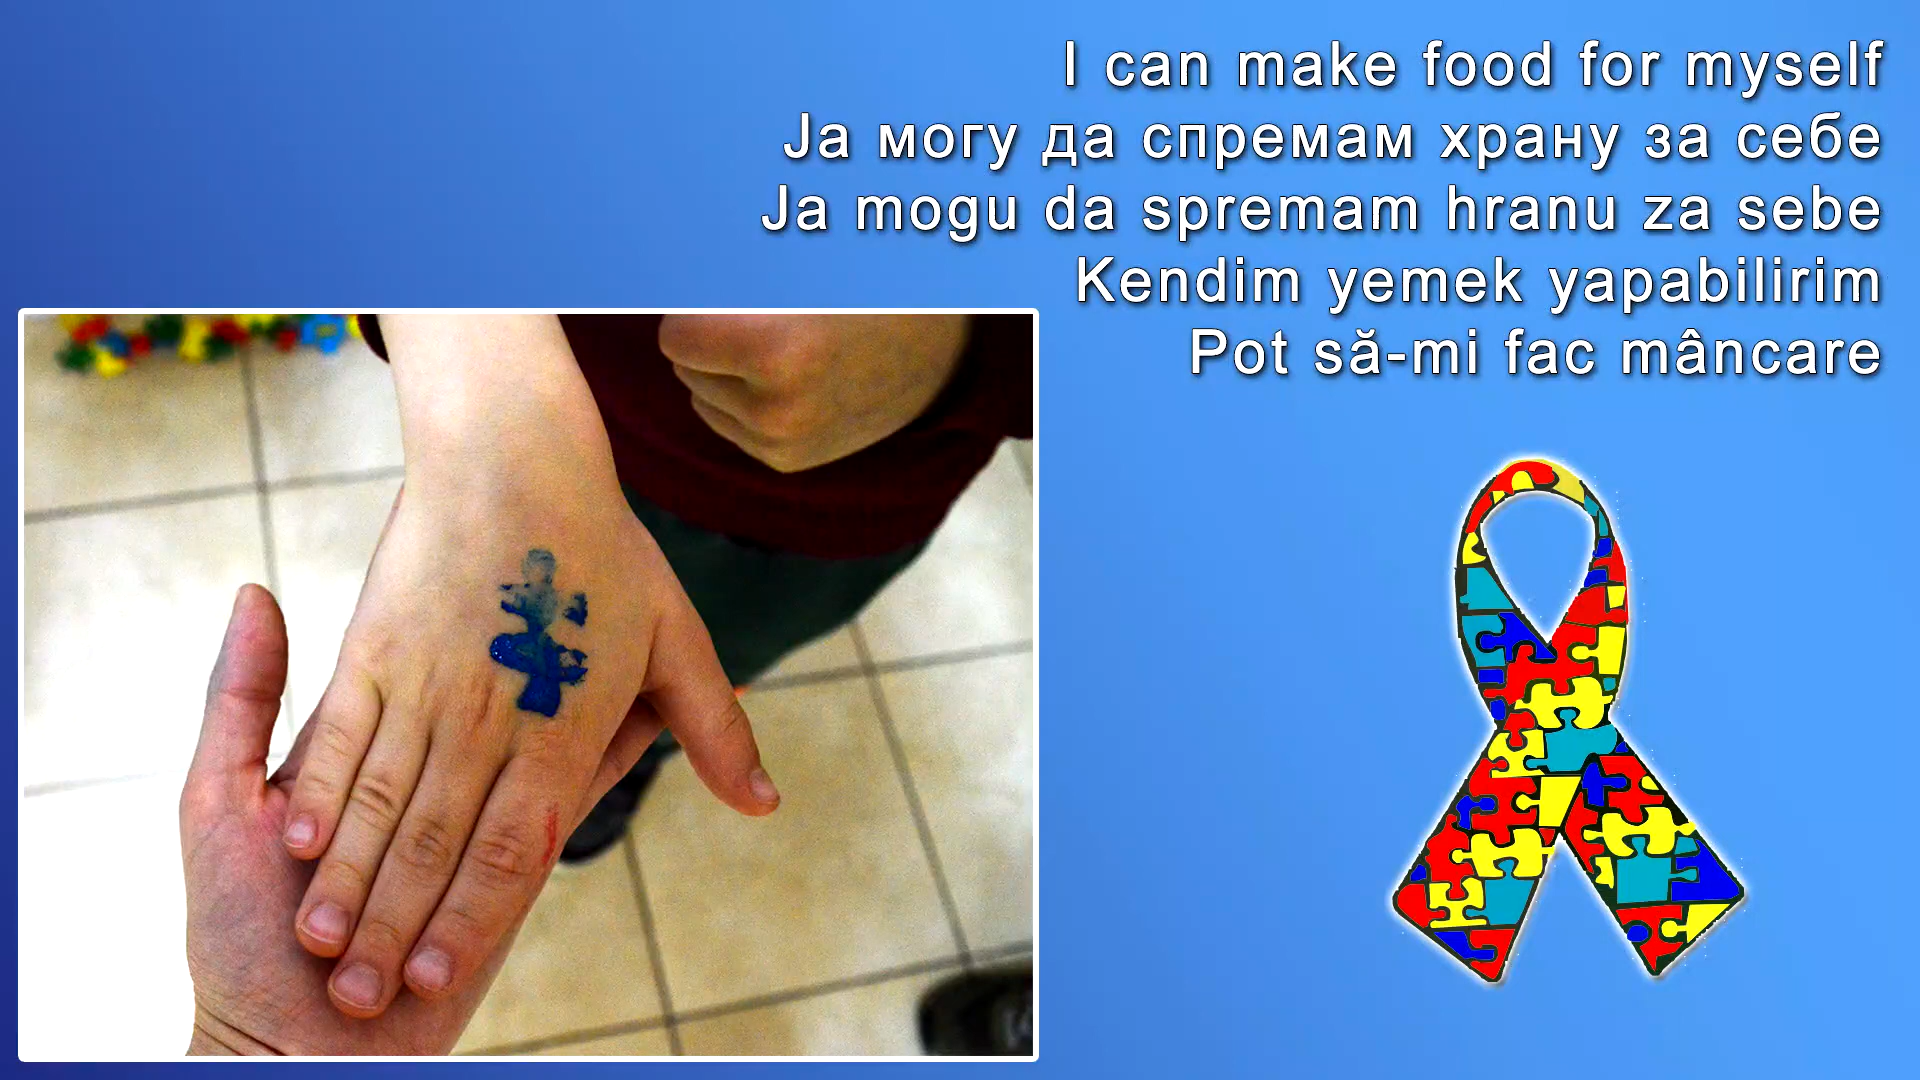 I can make food for myself
Ја могу да спремам храну за себе
Ja mogu da spremam hranu za sebe
Kendim yemek yapabilirim
Pot să-mi fac mâncare